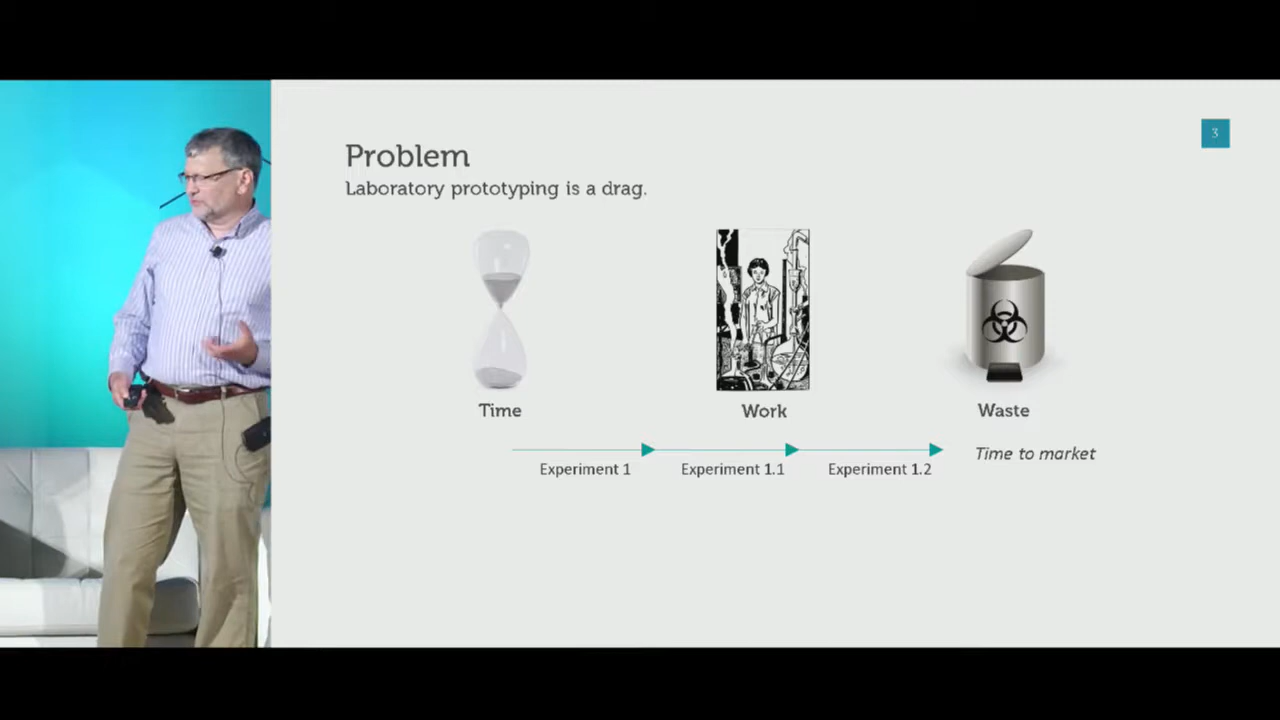 3
Problem
Laboratory prototyping is a drag.
Time
Work
Waste
Experiment 1
Experiment 1.1
Experiment 1.2
Time to market